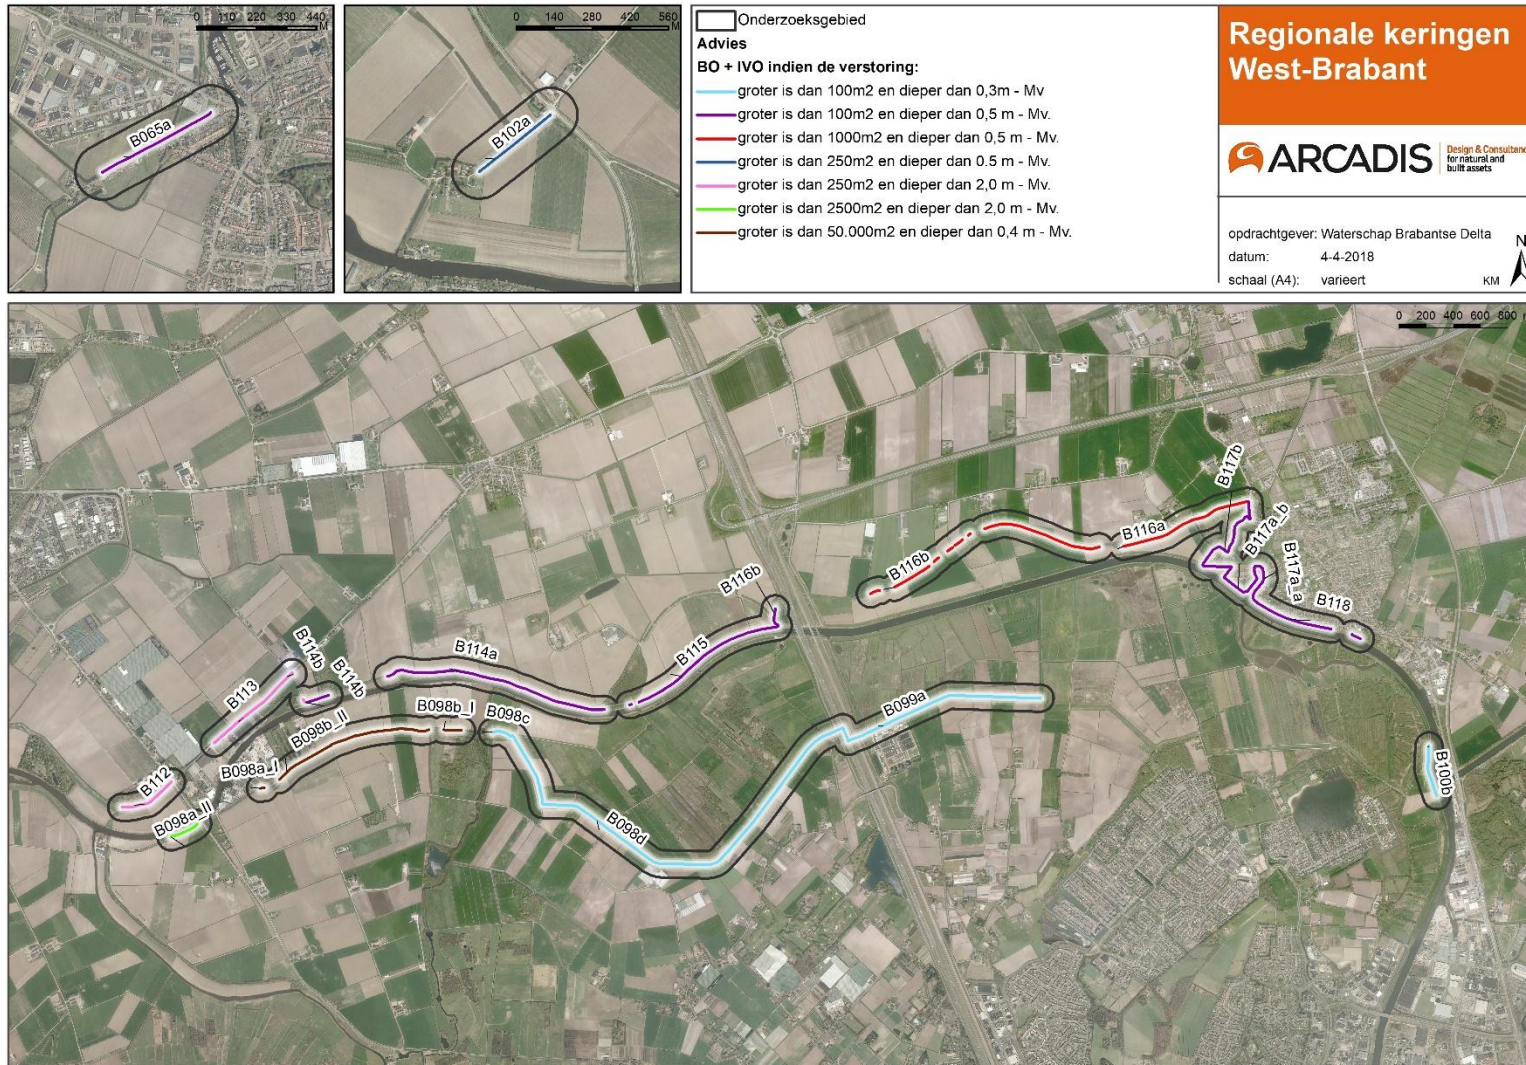 0 110 220 330 440
M
B065a
0 140 280 420 560
M
B102a
Onderzoeksgebied
Advies
BO + IVO indien de verstoring:
groter is dan 100m2 en dieper dan 0,3m - Mv
groter is dan 100m2 en dieper dan 0,5 m - Mv.
groter is dan 1000m2 en dieper dan 0,5 m - Mv.
groter is dan 250m2 en dieper dan 0.5 m - Mv.
groter is dan 250m2 en dieper dan 2,0 m - Mv.
groter is dan 2500m2 en dieper dan 2,0 m - Mv.
groter is dan 50.000m2 en dieper dan 0,4 m - Mv.
Regionale keringen
West-Brabant
ARCADIS
Design & Consultanc
for natural and
built assets
opdrachtgever: Waterschap Brabantse Delta
datum: 4-4-2018
schaal (A4): varieert
KM
N
0 200 400 600 800
B117b
B116a
B117a_b
B116b
B117a_a
B118
B116b
B115
B114a
B114b
B114b
B113
B098b_I
B098b_II
B098c
B099a
B098a_I
B112
B100b
B098a_II
B098d